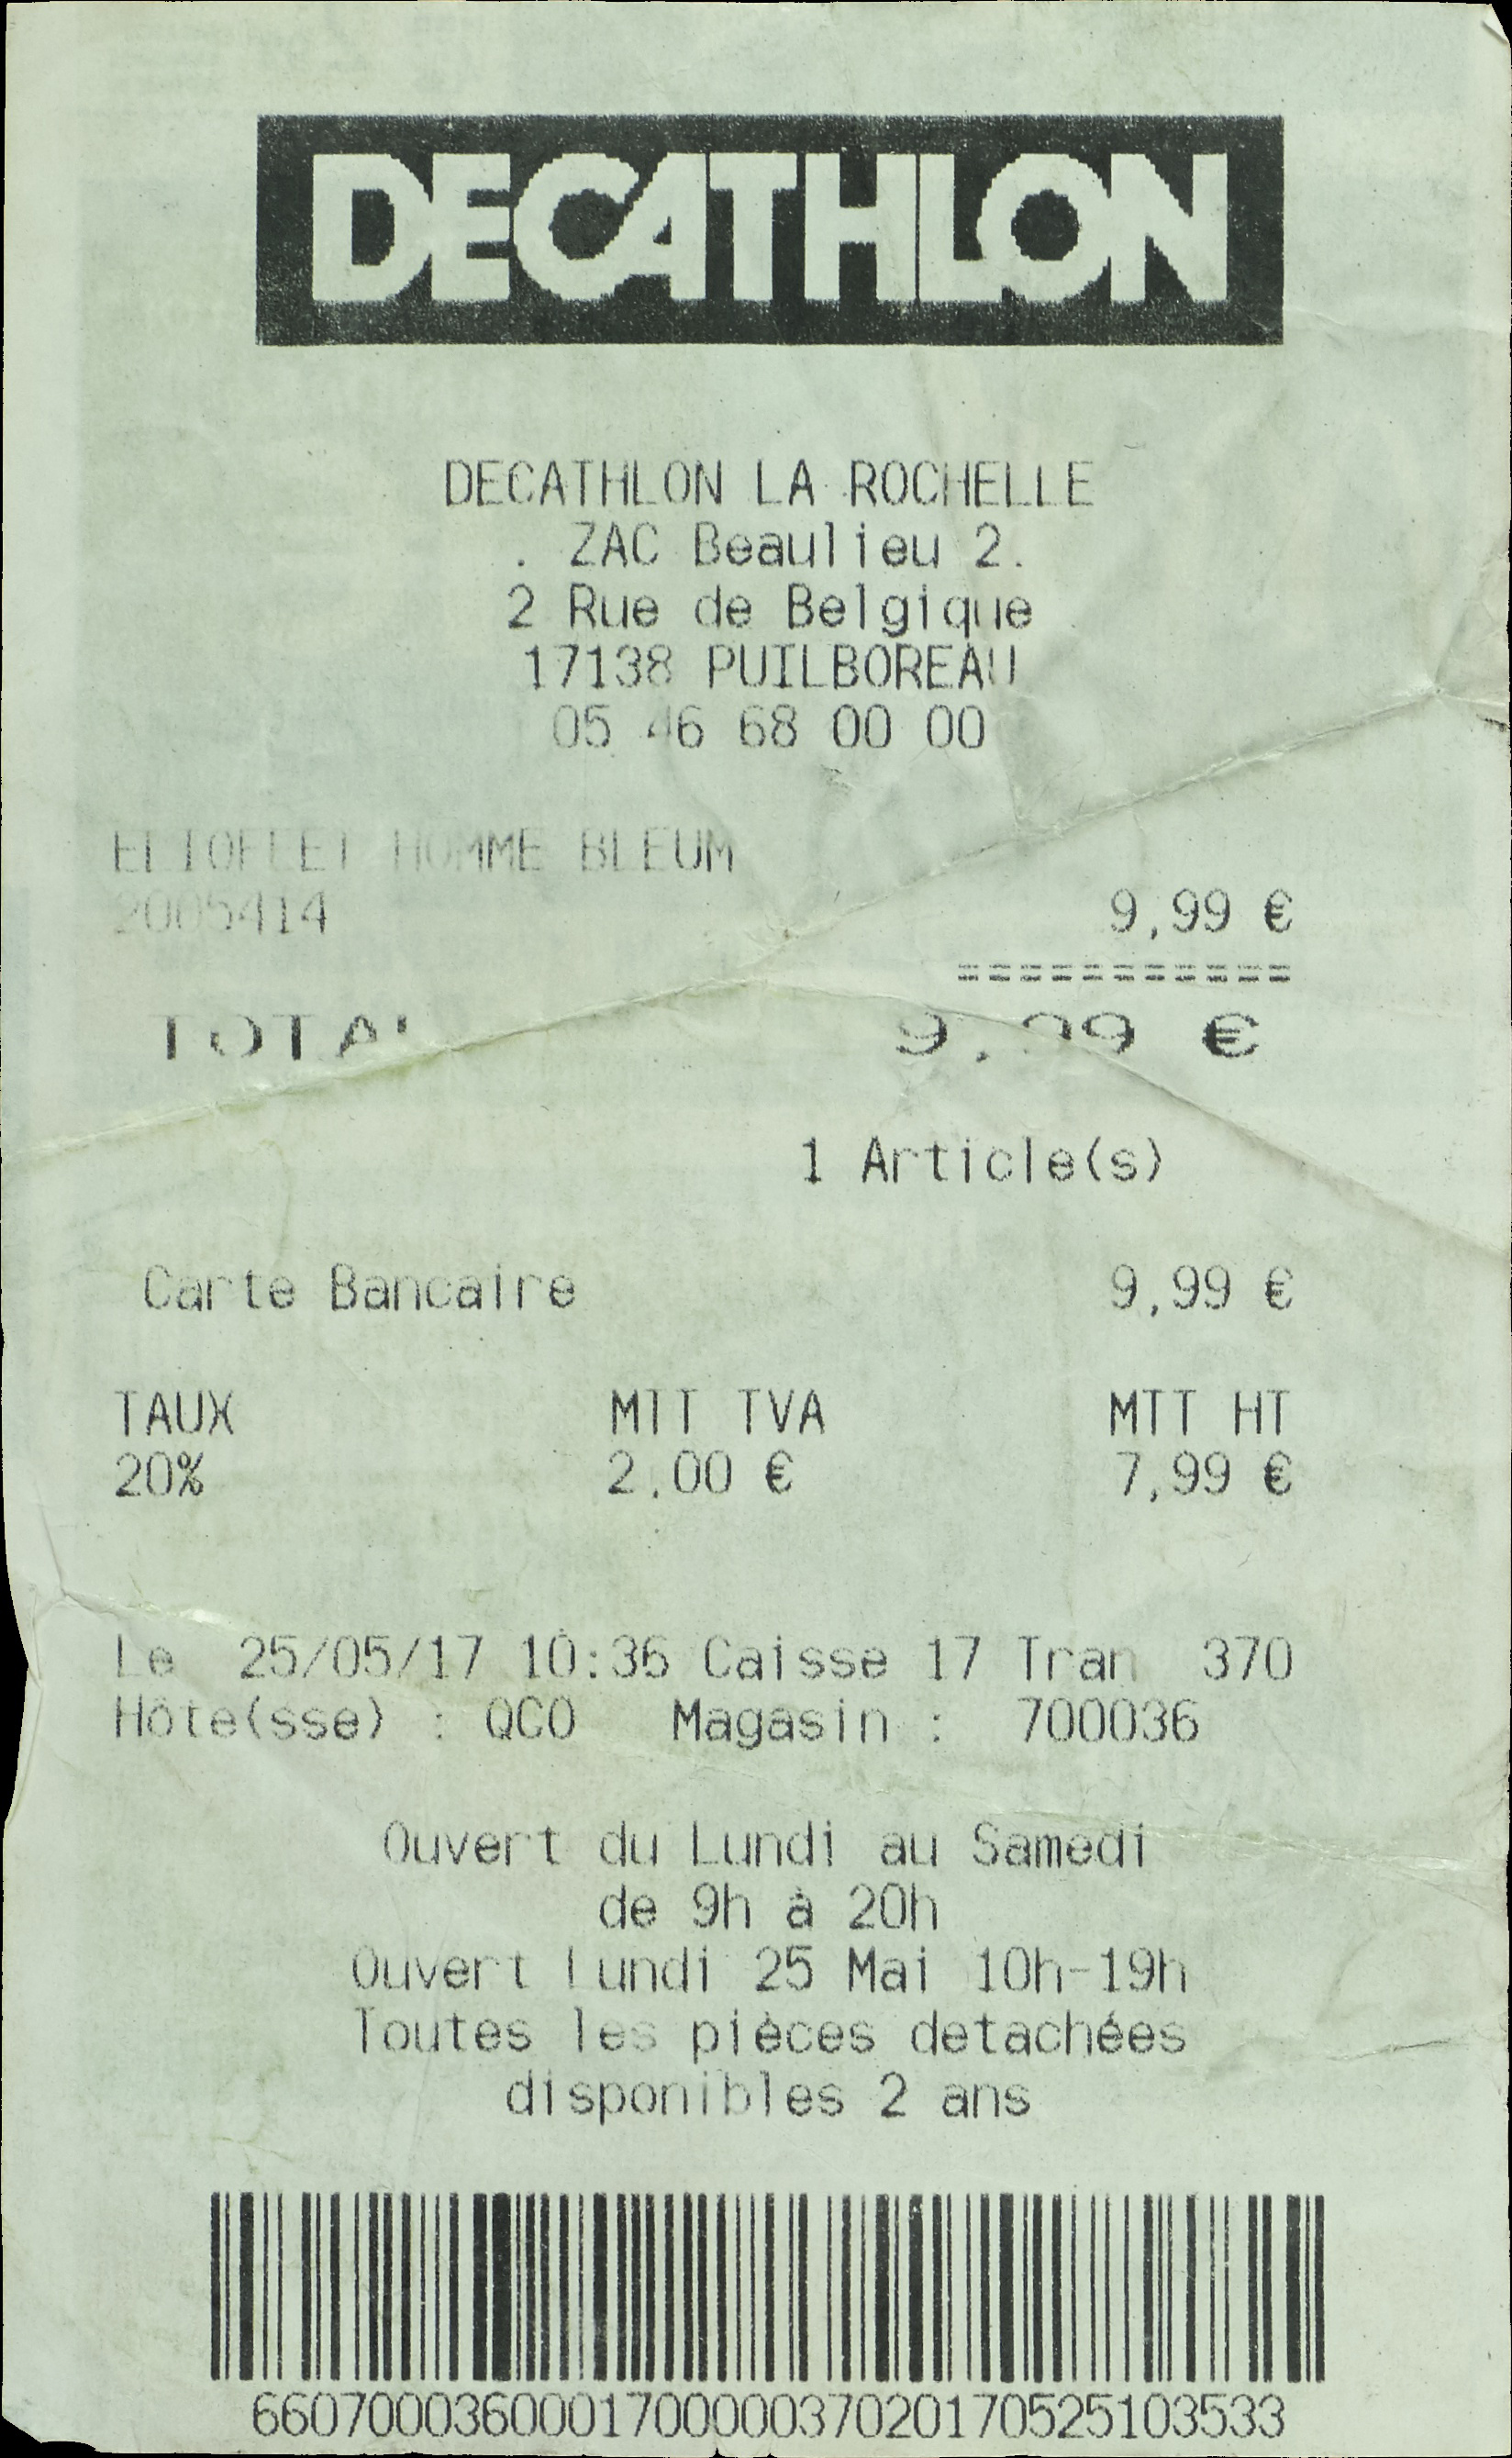 DECATHLON
DECATHLON LA ROCHELLE
. ZAC Beaulieu 2.
2 Rue de Belgique
17138 PUILBOREAU
05 46 68 00 00
HOMME BLEUM
2005414 9,99 €
===========
TOTAL 9,99 €
1 Article(s)
Carte Bancaire 9,99 €
TAUX MTT TVA MTT HT
20% 2,00 € 7,99 €
Le 25/05/17 10:36 Caisse 17 Tran 370
Hôte(sse) : QCO Magasin : 700036
Ouvert du Lundi au Samedi
de 9h à 20h
Ouvert Lundi 25 Mai 10h-19h
Toutes les pièces detachées
disponibles 2 ans
660700036000170000037020170525103533